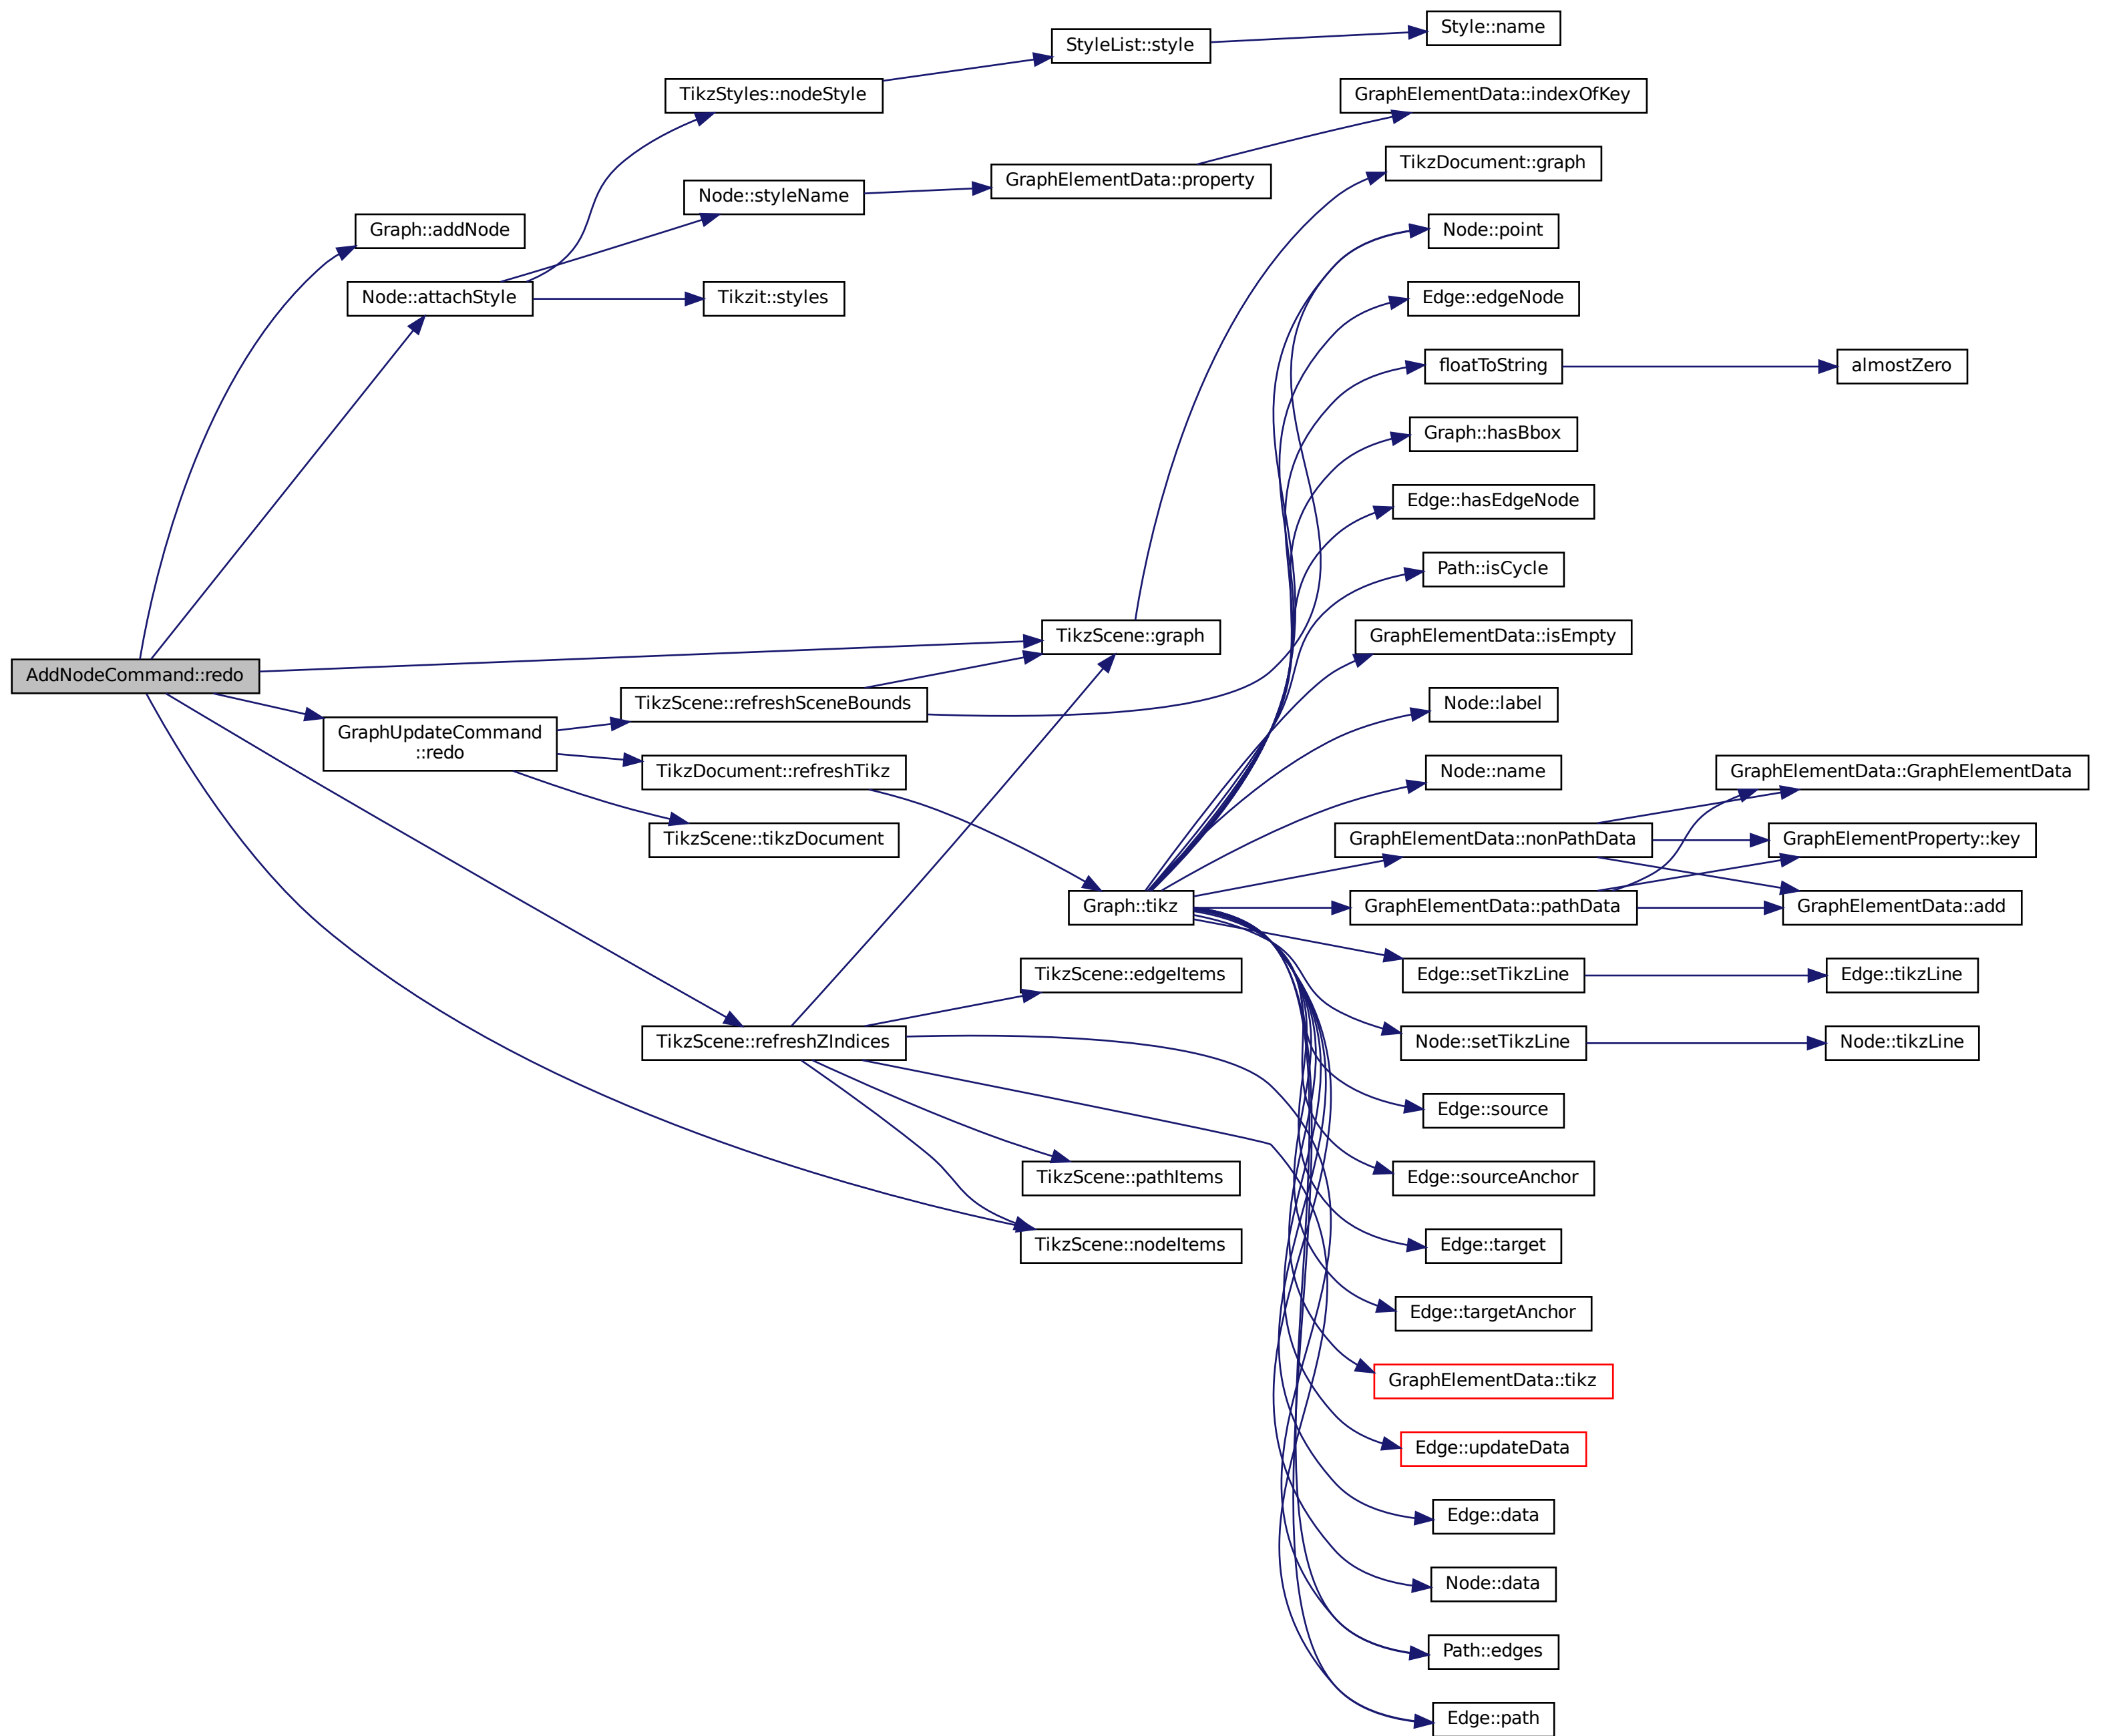 AddNodeCommand::redo
Graph::addNode
Node::attachStyle
GraphUpdateCommand
::redo
TikzStyles::nodeStyle
Node::styleName
Tikzit::styles
TikzScene::refreshSceneBounds
TikzDocument::refreshTikz
TikzScene::tikzDocument
TikzScene::refreshZIndices
StyleList::style
GraphElementData::property
TikzScene::graph
Graph::tikz
TikzScene::edgeItems
TikzScene::pathItems
TikzScene::nodeItems
Style::name
GraphElementData::indexOfKey
TikzDocument::graph
Node::point
Edge::edgeNode
floatToString
Graph::hasBbox
Edge::hasEdgeNode
Path::isCycle
GraphElementData::isEmpty
Node::label
Node::name
GraphElementData::nonPathData
GraphElementData::pathData
Edge::setTikzLine
Node::setTikzLine
Edge::source
Edge::sourceAnchor
Edge::target
Edge::targetAnchor
GraphElementData::tikz
Edge::updateData
Edge::data
Node::data
Path::edges
Edge::path
almostZero
GraphElementData::GraphElementData
GraphElementProperty::key
GraphElementData::add
Edge::tikzLine
Node::tikzLine